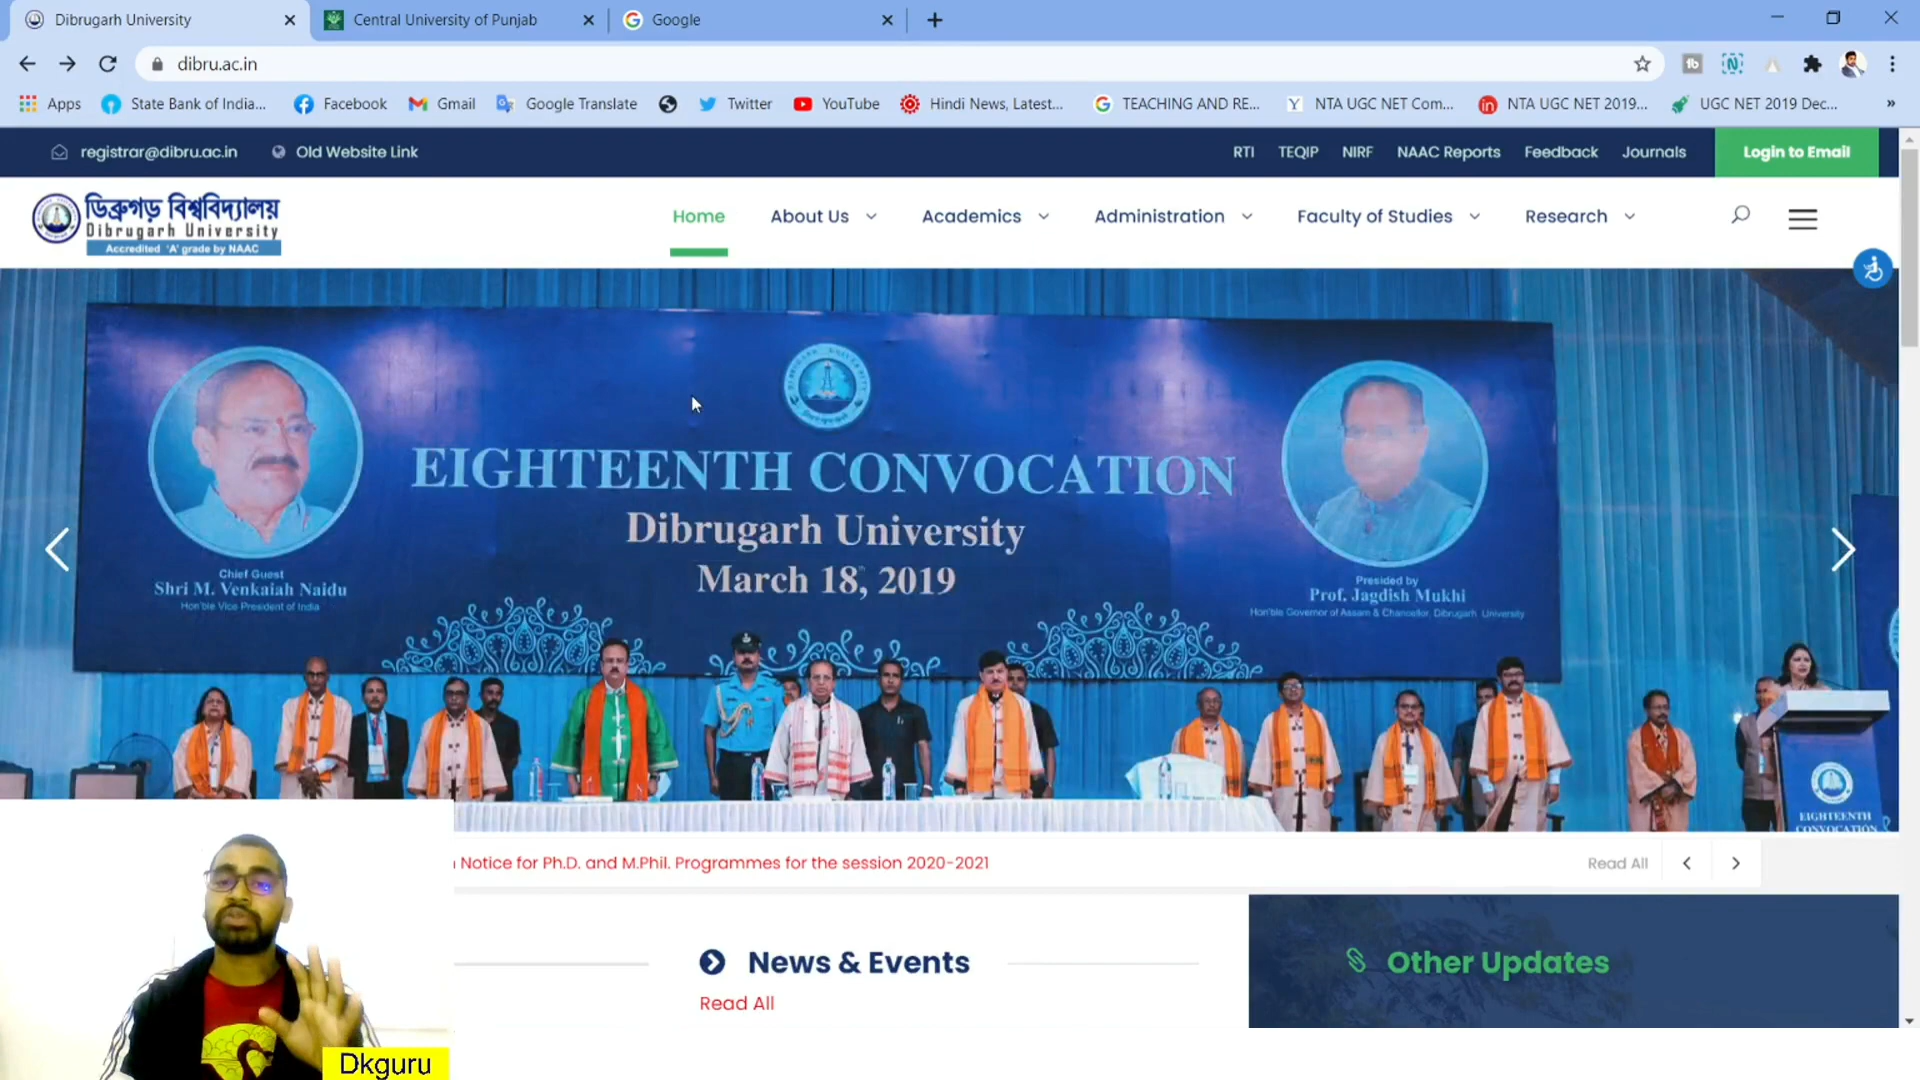 Dibrugarh University
Central University of Punjab
Google
dibru.ac.in
Apps
State Bank of India...
Facebook
Gmail
Google Translate
Twitter
YouTube
Hindi News, Latest...
TEACHING AND RE...
NTA UGC NET Com...
NTA UGC NET 2019...
UGC NET 2019 Dec...
registrar@dibru.ac.in
Old Website Link
RTI
TEQIP
NIRF
NAAC Reports
Feedback
Journals
Login to Email
ডিব্ৰুগড় বিশ্ববিদ্যালয়
Dibrugarh University
Accredited 'A' grade by NAAC
Home
About Us
Academics
Administration
Faculty of Studies
Research
EIGHTEENTH CONVOCATION
Dibrugarh University
March 18, 2019
Chief Guest
Shri M. Venkaiah Naidu
Hon'ble Vice President of India
Presided by
Prof. Jagdish Mukhi
Hon'ble Governor of Assam & Chancellor, Dibrugarh University
EIGHTEENTH
CONVOCATION
Notice for Ph.D. and M.Phil. Programmes for the session 2020-2021
Read All
News & Events
Read All
Other Updates
Dkguru